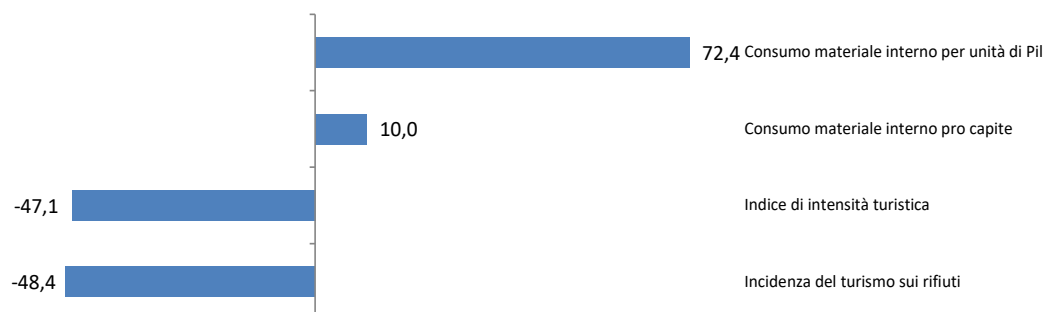 72,4 Consumo materiale interno per unità di Pil
10,0 Consumo materiale interno pro capite
-47,1 Indice di intensità turistica
-48,4 Incidenza del turismo sui rifiuti